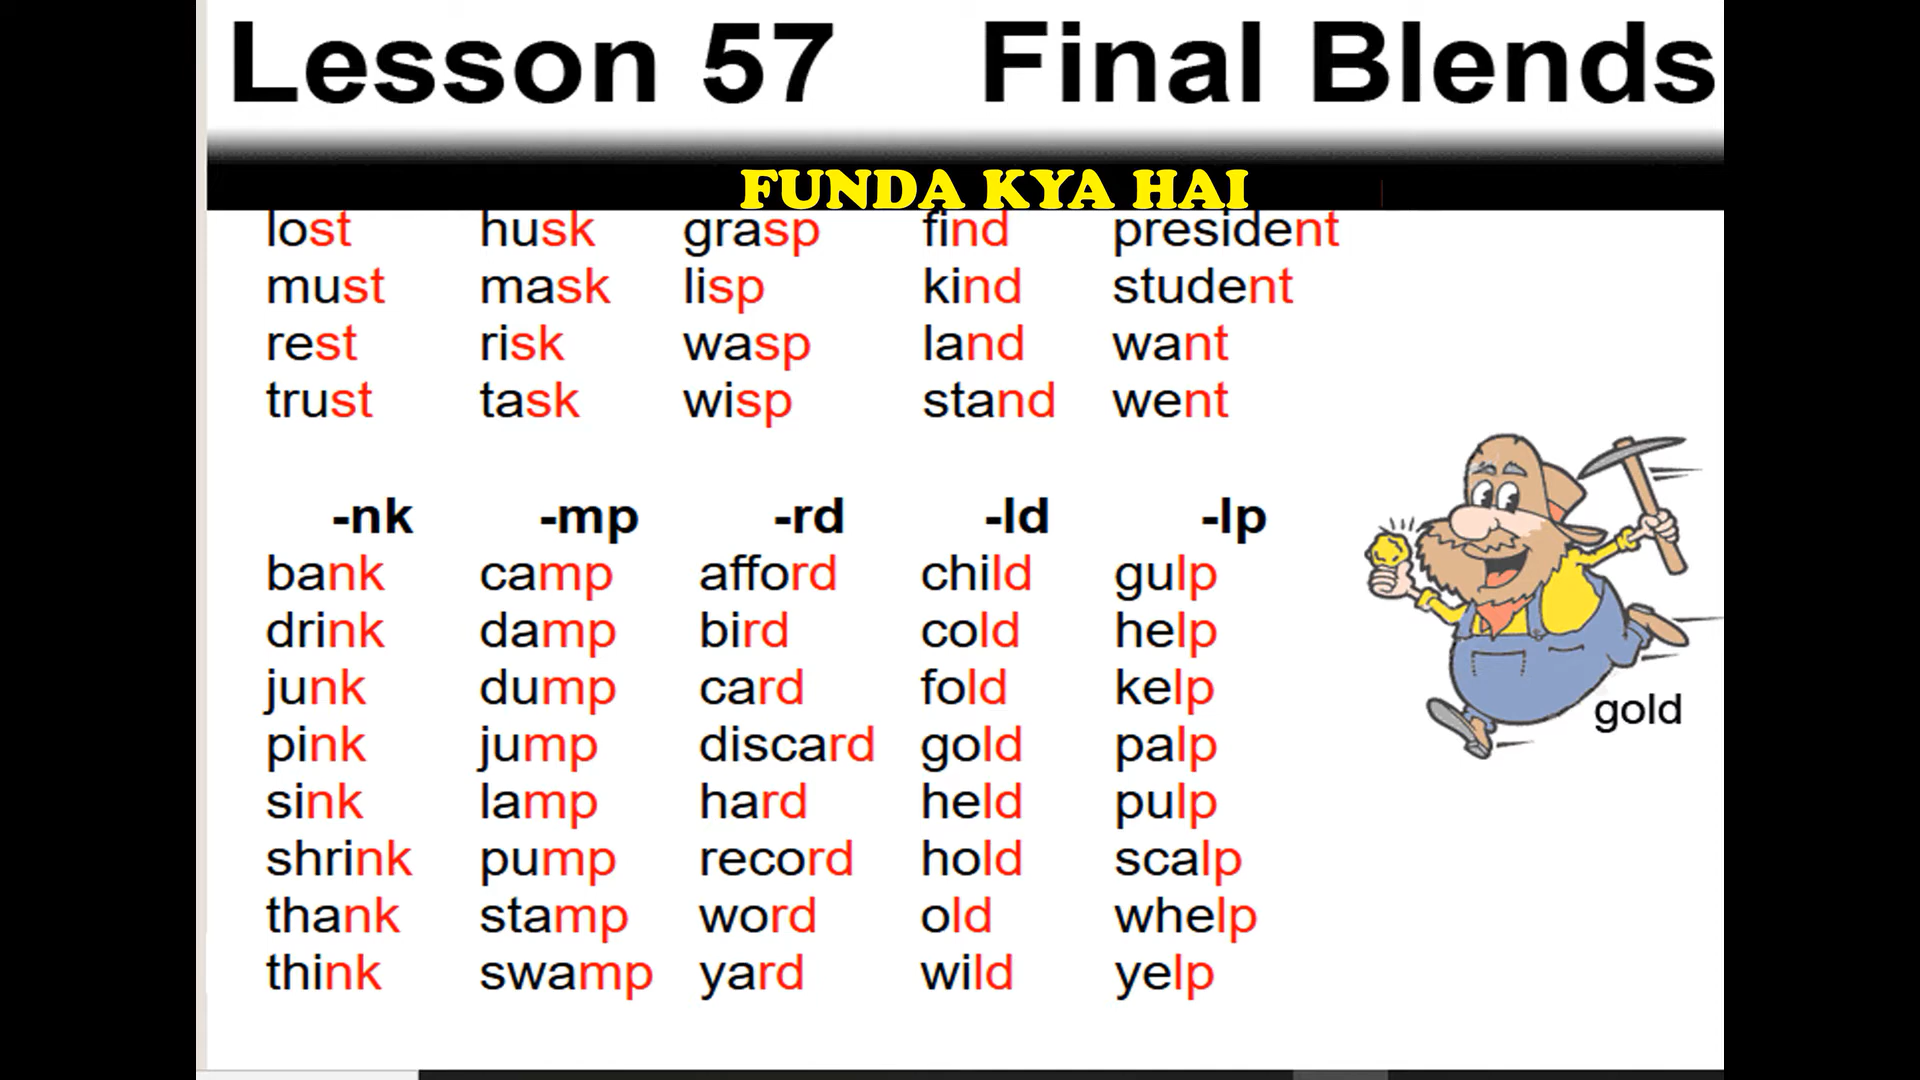 Lesson 57 Final Blends
FUNDA KYA HAI
lost husk grasp find president
must mask lisp kind student
rest risk wasp land want
trust task wisp stand went
-nk -mp -rd -ld -lp
bank camp afford child gulp
drink damp bird cold help
junk dump card fold kelp
pink jump discard gold palp
sink lamp hard held pulp
shrink pump record hold scalp
thank stamp word old whelp
think swamp yard wild yelp
gold